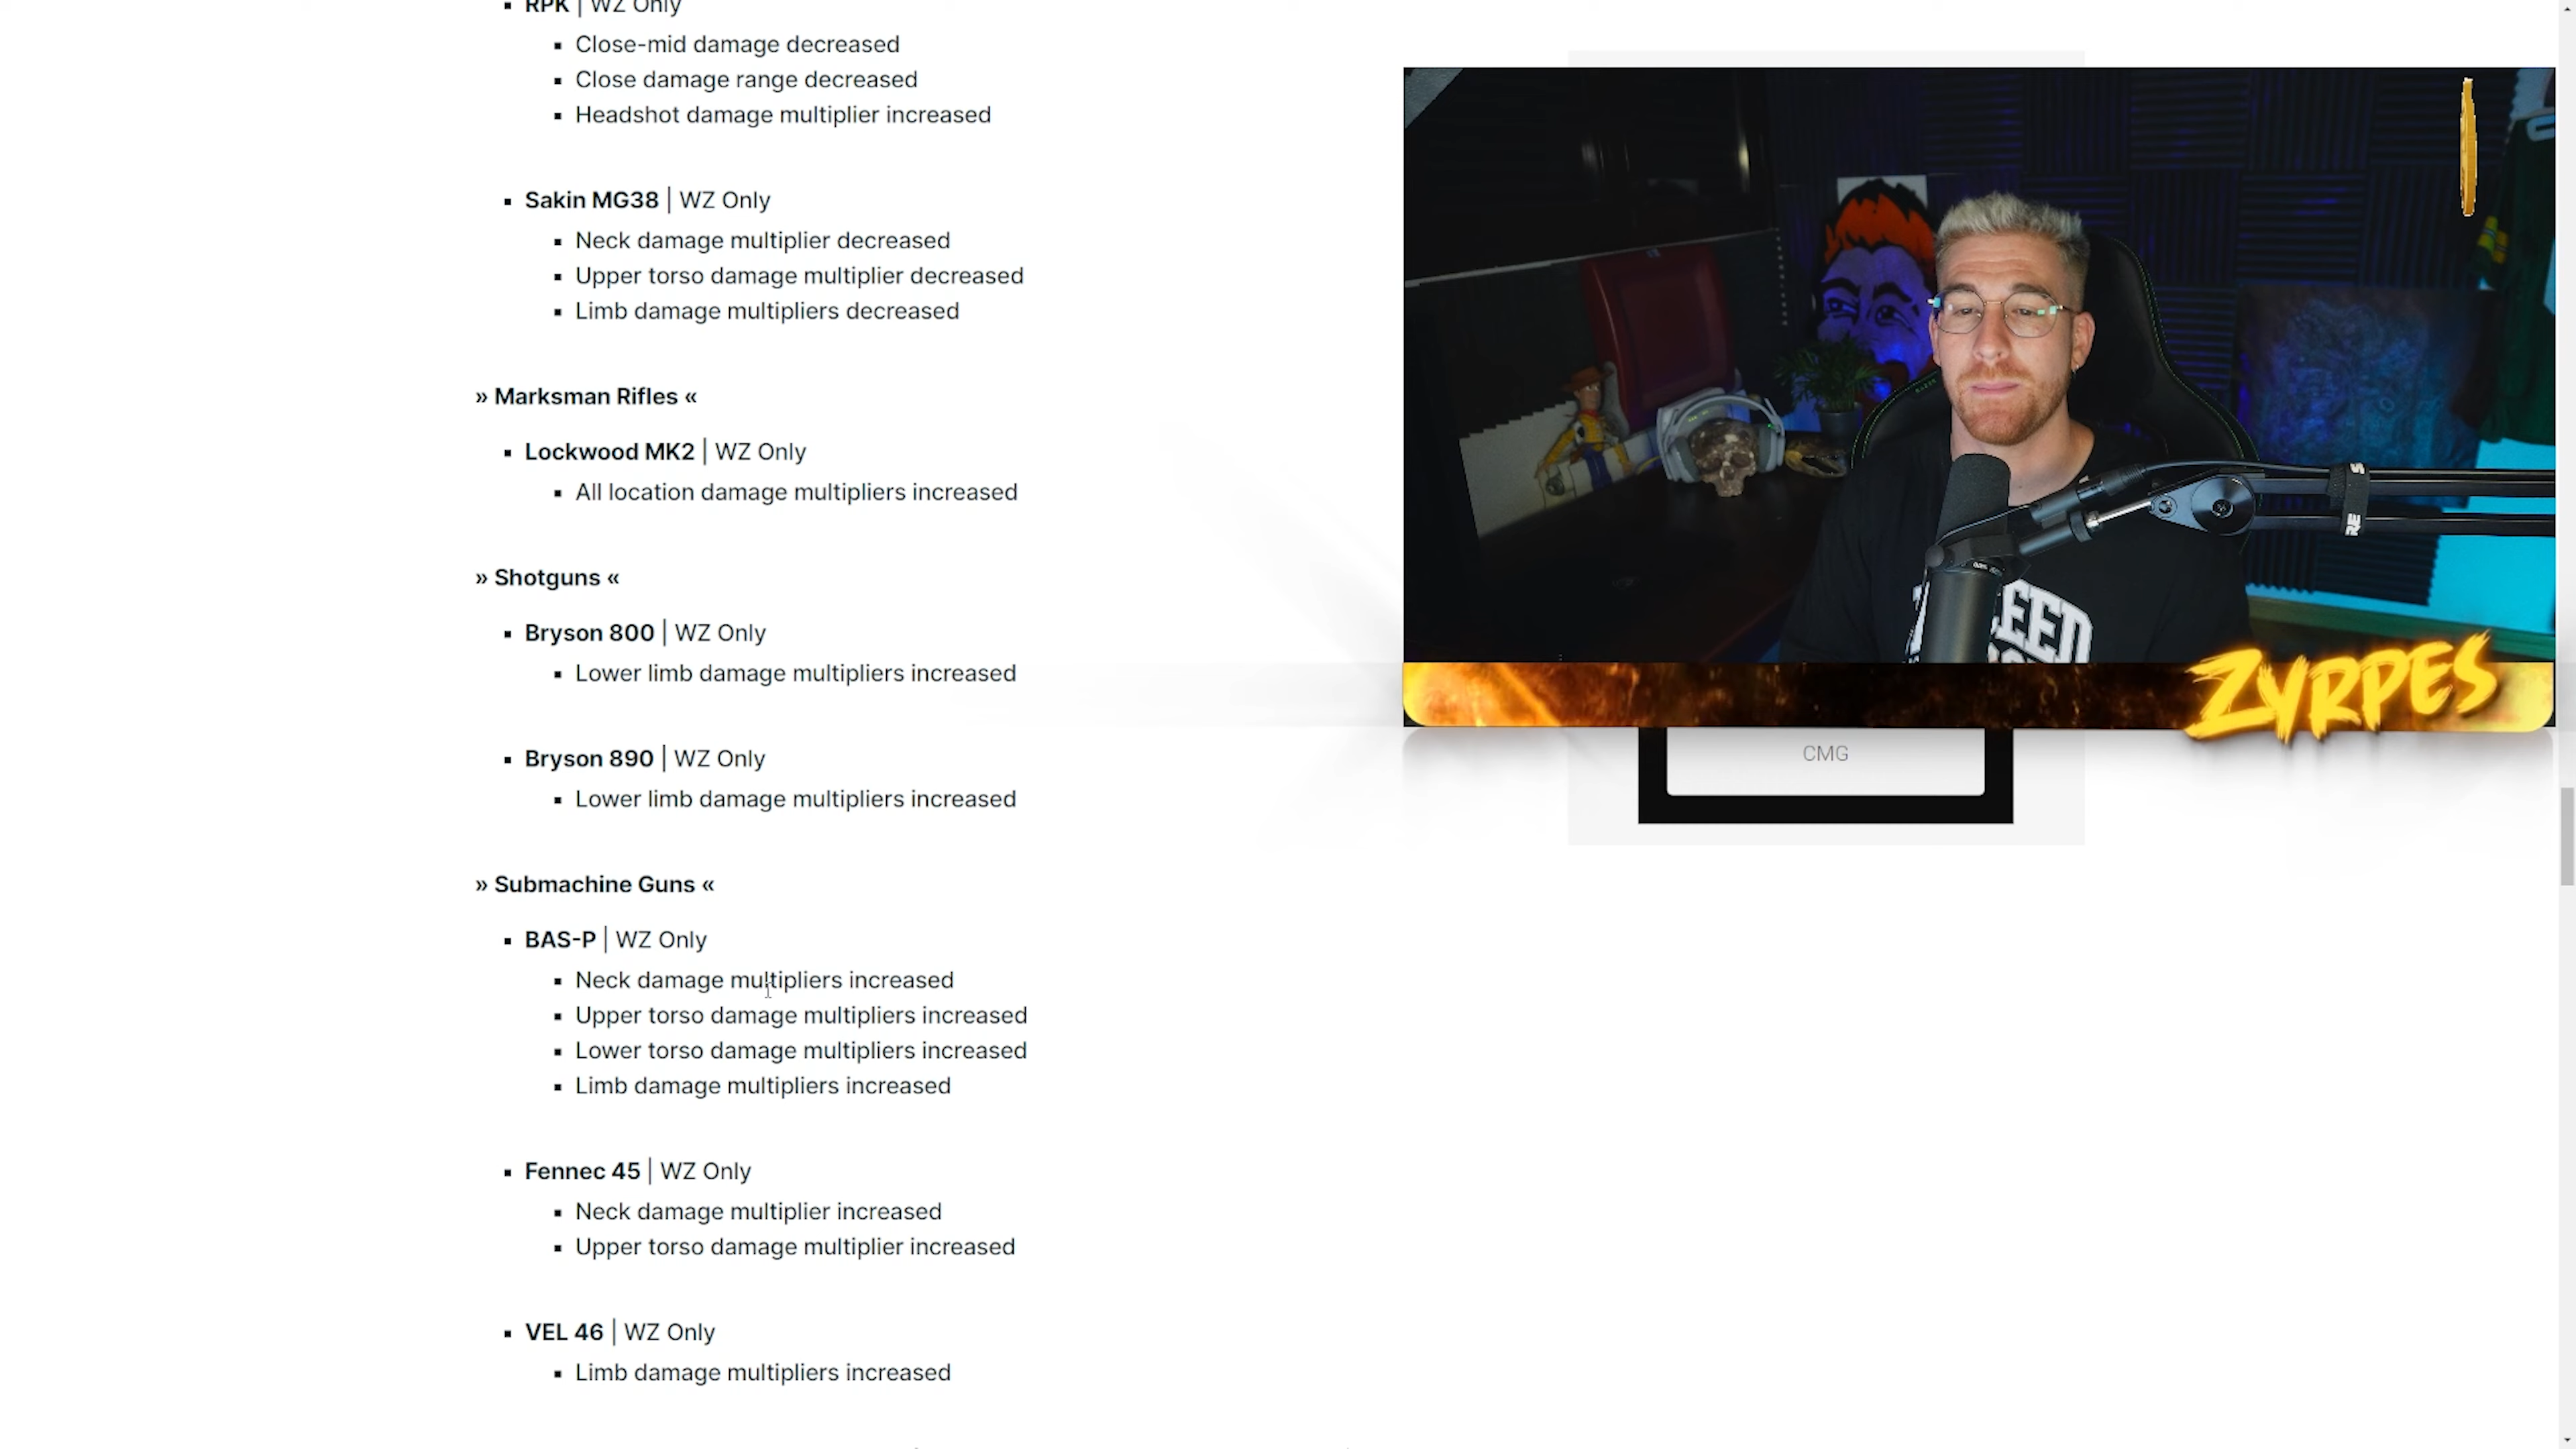 RPK | WZ Only
Close-mid damage decreased
Close damage range decreased
Headshot damage multiplier increased
Sakin MG38 | WZ Only
Neck damage multiplier decreased
Upper torso damage multiplier decreased
Limb damage multipliers decreased
» Marksman Rifles «
Lockwood MK2 | WZ Only
All location damage multipliers increased
» Shotguns «
Bryson 800 | WZ Only
Lower limb damage multipliers increased
Bryson 890 | WZ Only
Lower limb damage multipliers increased
» Submachine Guns «
BAS-P | WZ Only
Neck damage multipliers increased
Upper torso damage multipliers increased
Lower torso damage multipliers increased
Limb damage multipliers increased
Fennec 45 | WZ Only
Neck damage multiplier increased
Upper torso damage multiplier increased
VEL 46 | WZ Only
Limb damage multipliers increased
ZYRPES
CMG